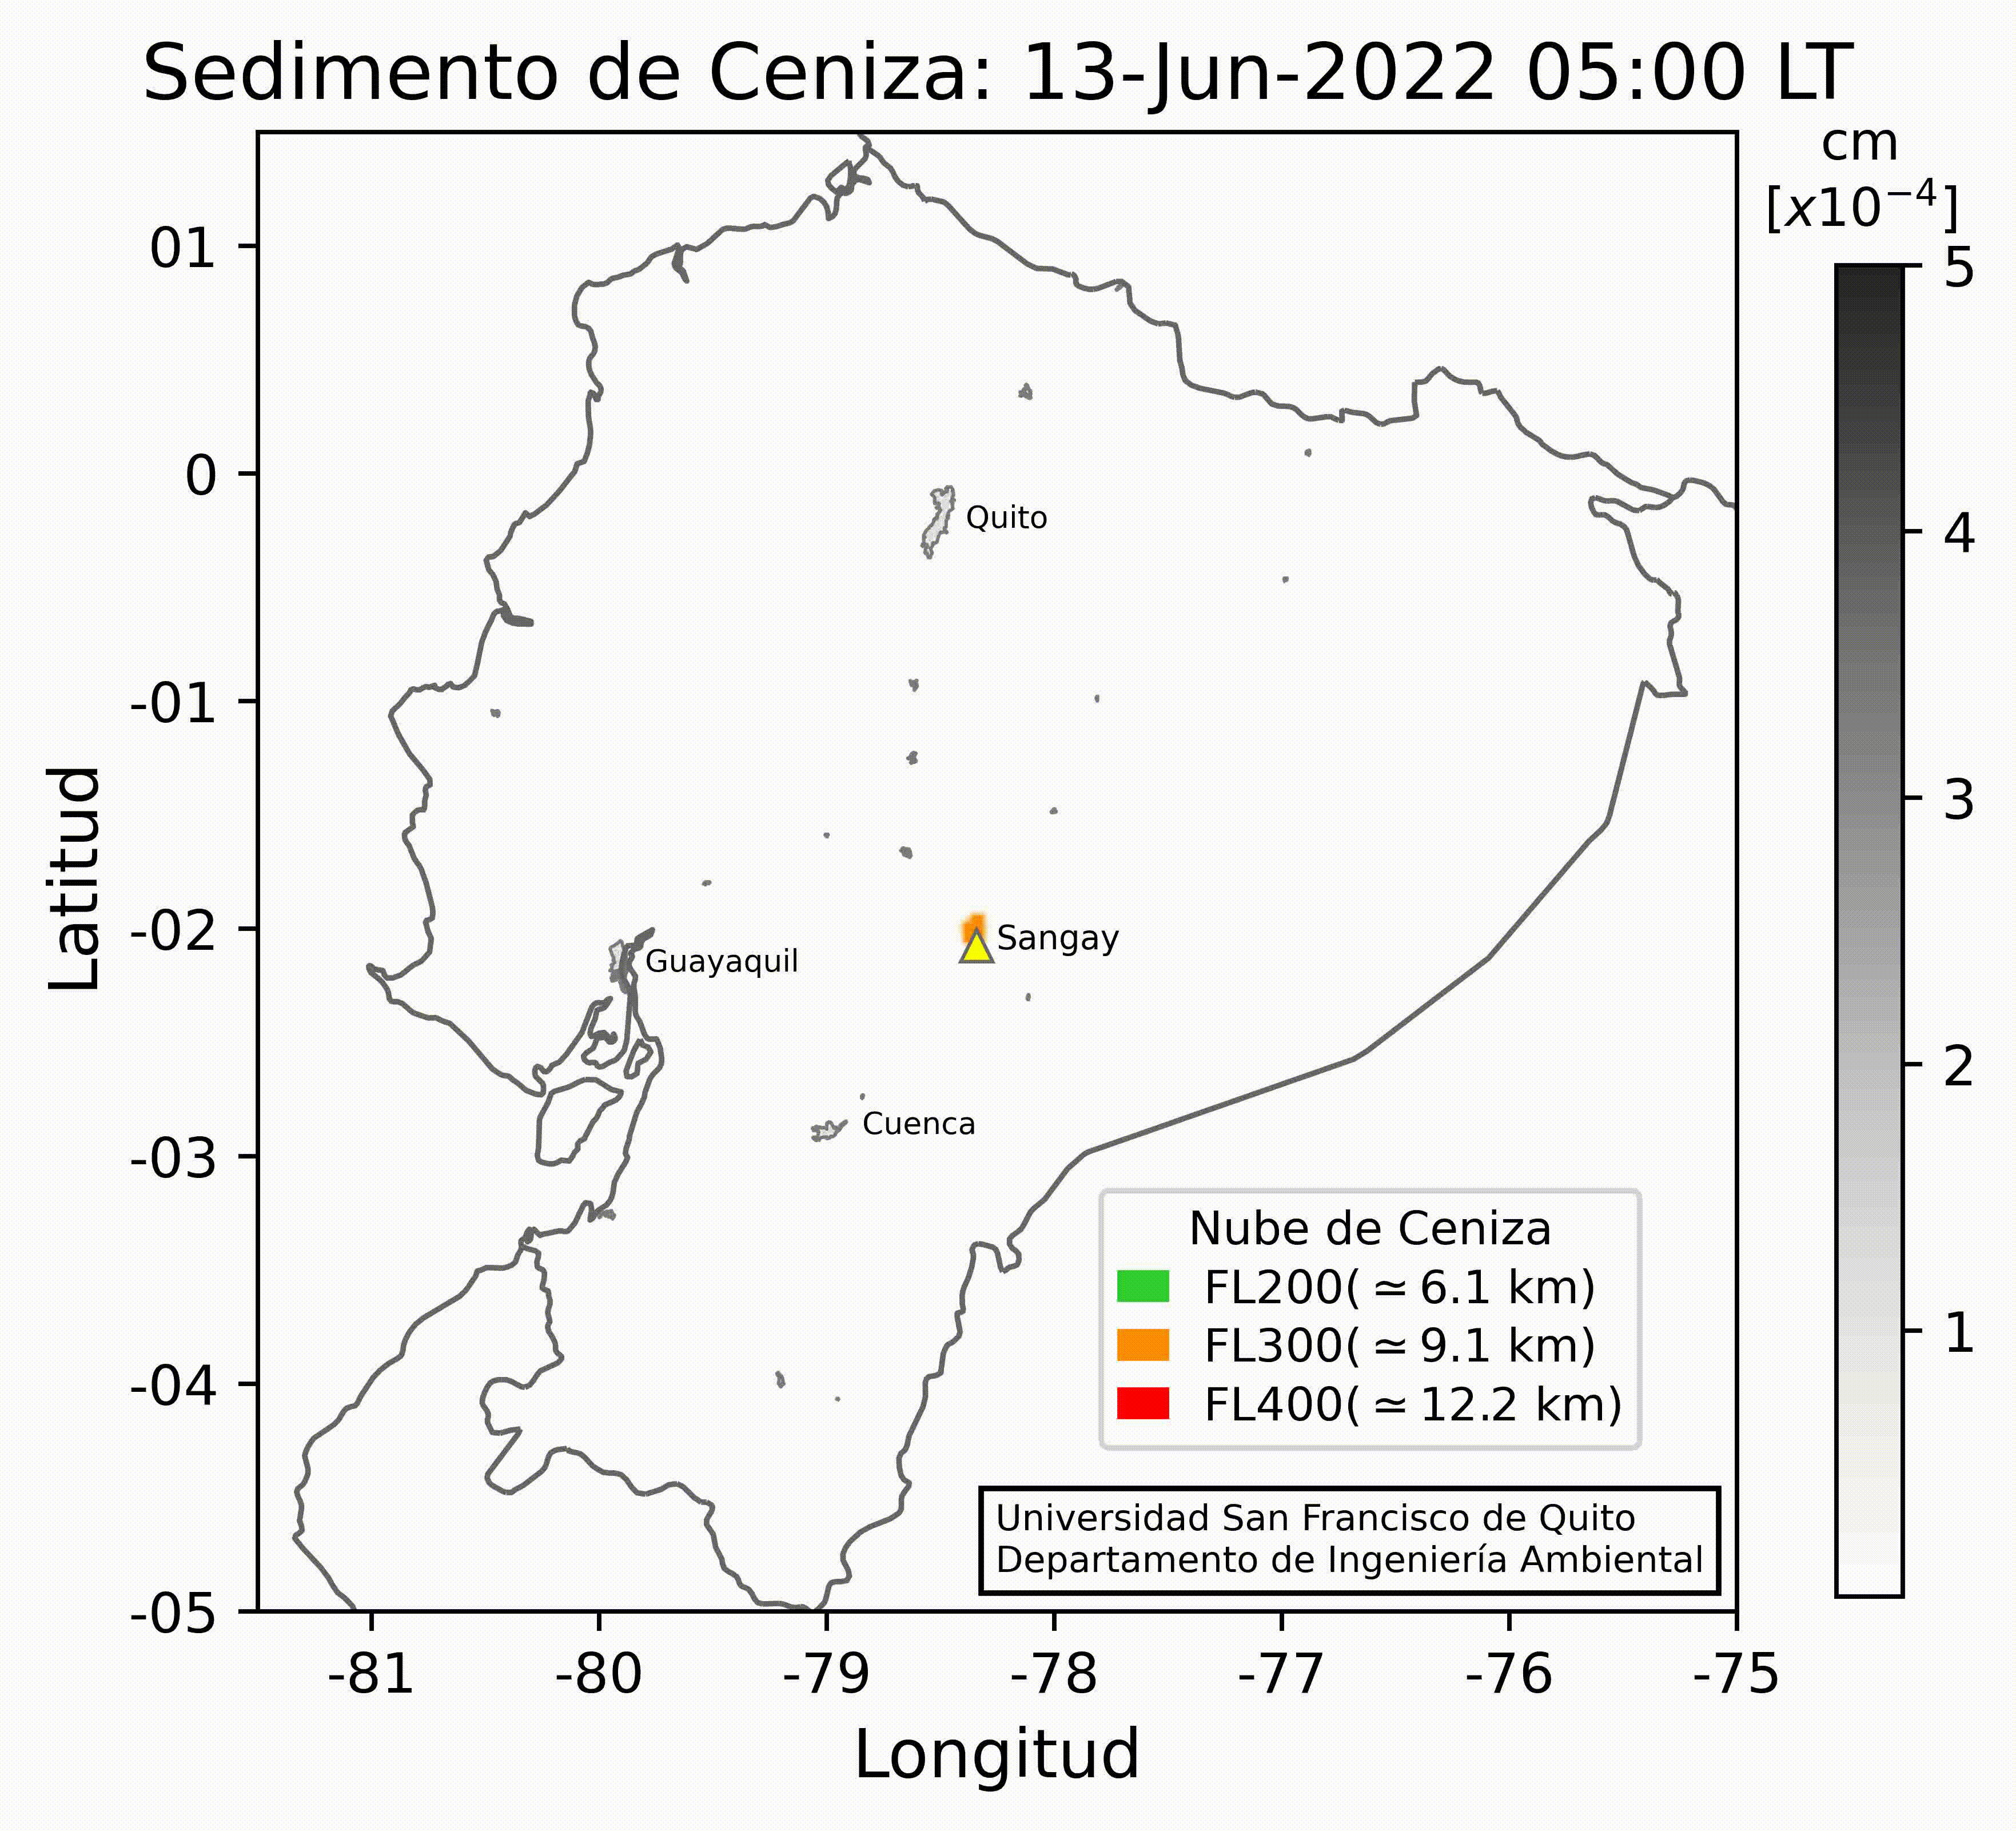 Sedimento de Ceniza: 13-Jun-2022 05:00 LT
cm
[x10⁻⁴]
5
4
3
2
1
Latitud
01
0
-01
-02
-03
-04
-05
Quito
Sangay
Guayaquil
Cuenca
Nube de Ceniza
FL200( ≃ 6.1 km)
FL300( ≃ 9.1 km)
FL400( ≃ 12.2 km)
Universidad San Francisco de Quito
Departamento de Ingeniería Ambiental
-81 -80 -79 -78 -77 -76 -75
Longitud